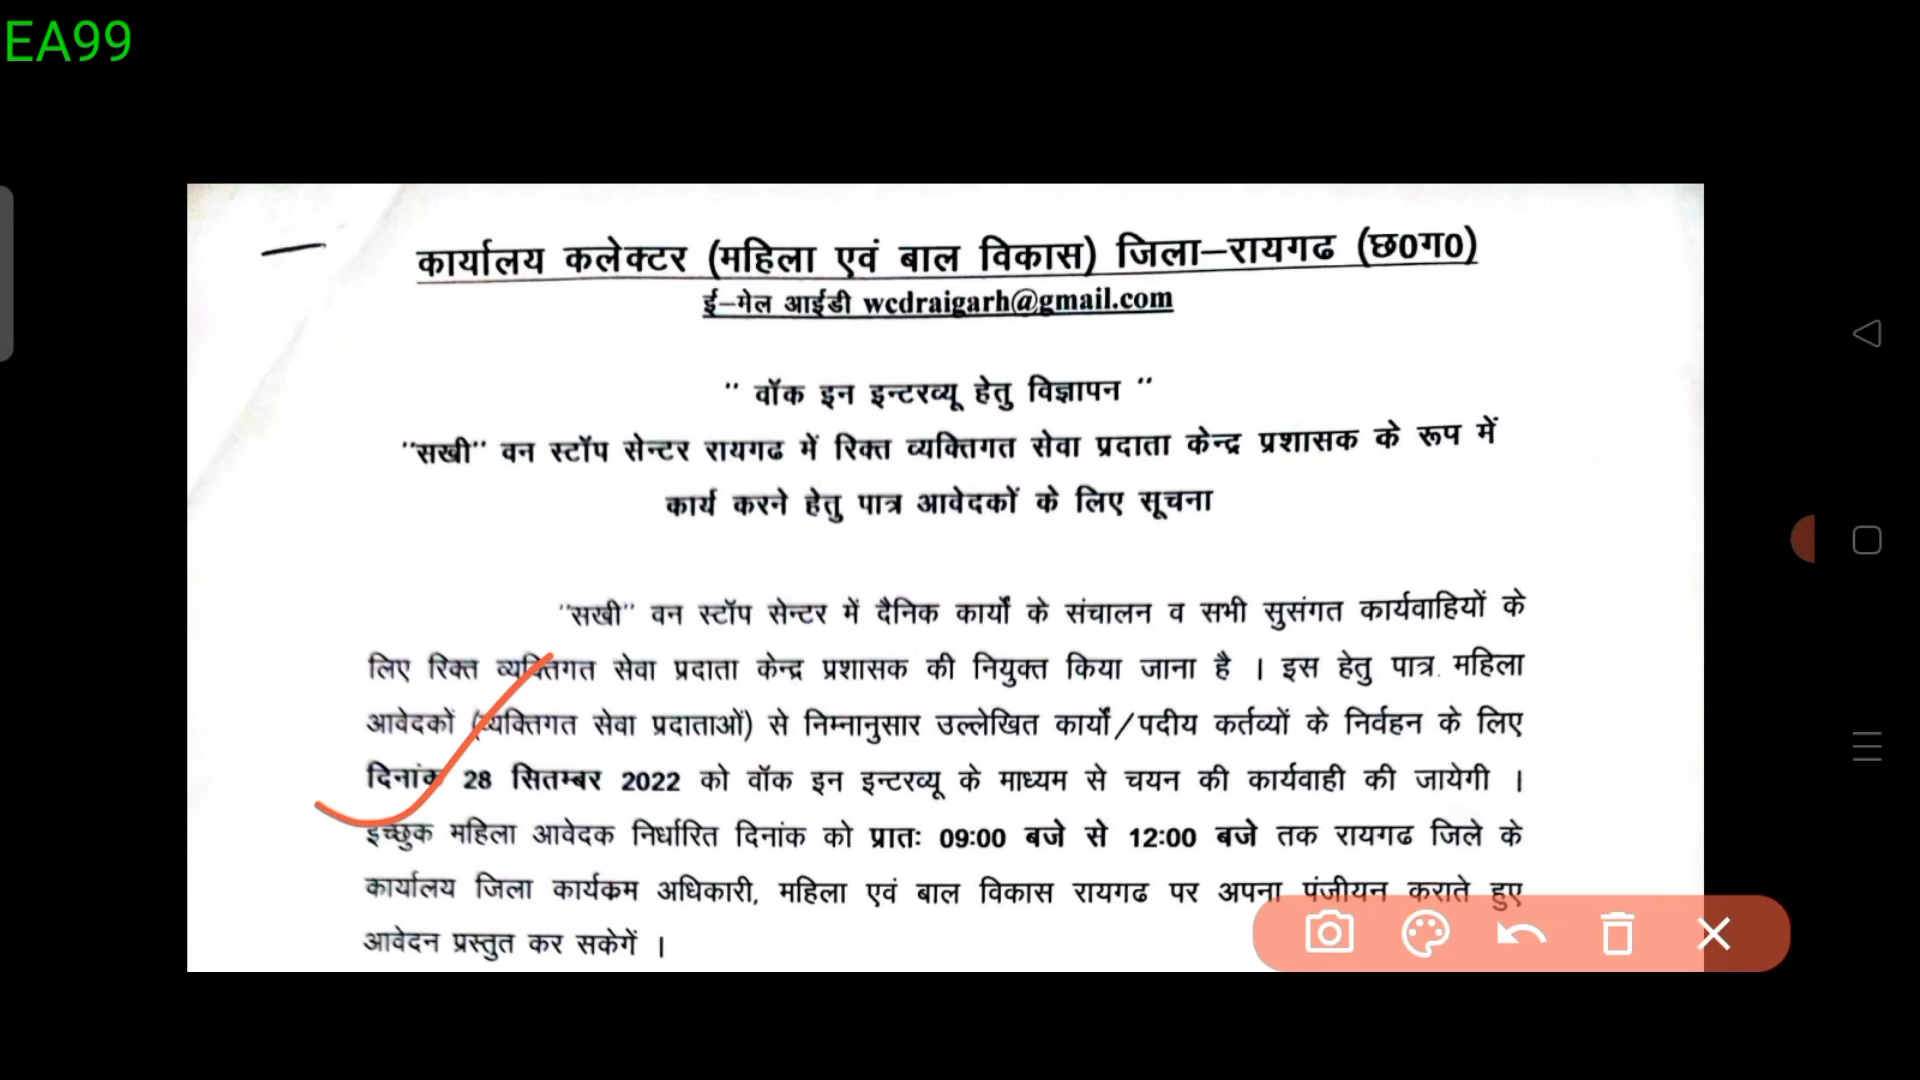 EA99
कार्यालय कलेक्टर (महिला एवं बाल विकास) जिला–रायगढ (छ0ग0)
ई–मेल आईडी wcdraigarh@gmail.com
" वॉक इन इन्टरव्यू हेतु विज्ञापन "
"सखी" वन स्टॉप सेन्टर रायगढ में रिक्त व्यक्तिगत सेवा प्रदाता केन्द्र प्रशासक के रूप में
कार्य करने हेतु पात्र आवेदकों के लिए सूचना
"सखी" वन स्टॉप सेन्टर में दैनिक कार्यों के संचालन व सभी सुसंगत कार्यवाहियों के
लिए रिक्त व्यक्तिगत सेवा प्रदाता केन्द्र प्रशासक की नियुक्त किया जाना है । इस हेतु पात्र महिला
आवेदकों (व्यक्तिगत सेवा प्रदाताओं) से निम्नानुसार उल्लेखित कार्यों/पदीय कर्तव्यों के निर्वहन के लिए
दिनांक 28 सितम्बर 2022 को वॉक इन इन्टरव्यू के माध्यम से चयन की कार्यवाही की जायेगी ।
इच्छुक महिला आवेदक निर्धारित दिनांक को प्रातः 09:00 बजे से 12:00 बजे तक रायगढ जिले के
कार्यालय जिला कार्यकम अधिकारी, महिला एवं बाल विकास रायगढ पर अपना पंजीयन कराते हुए
आवेदन प्रस्तुत कर सकेगें ।